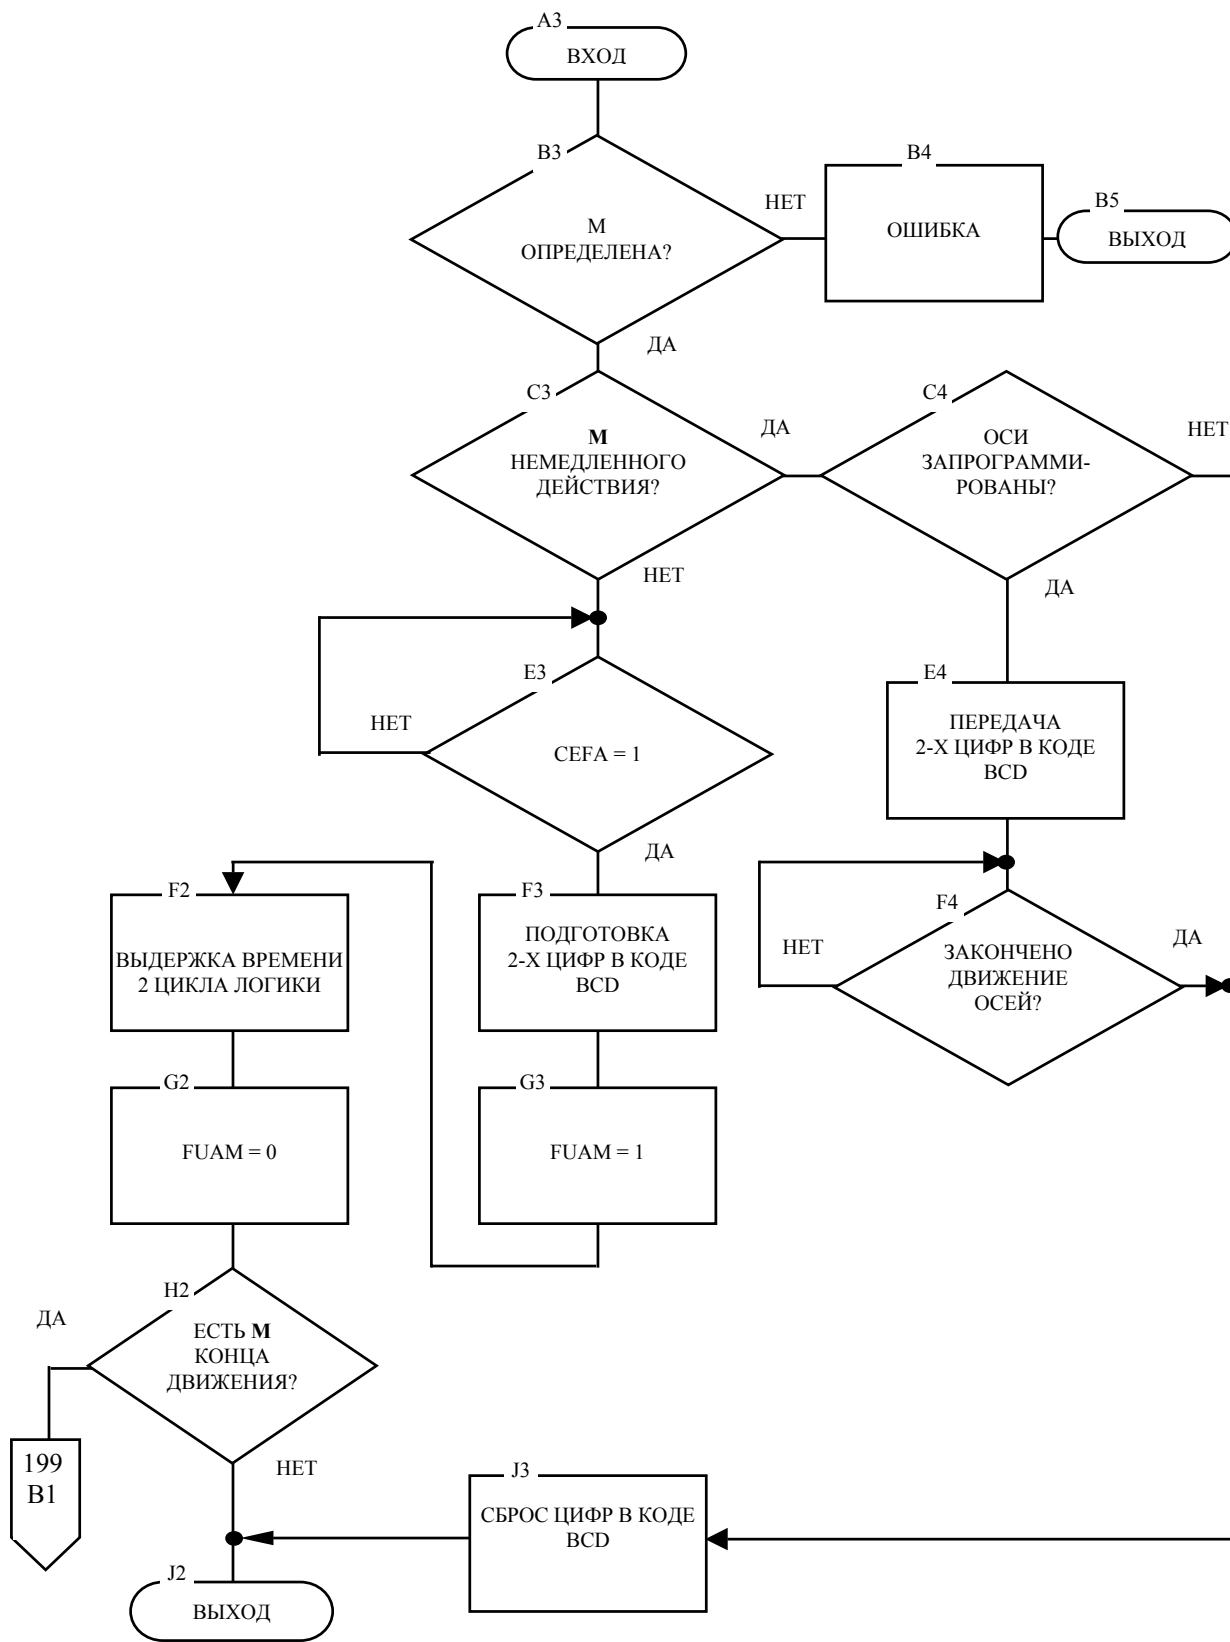 A3
ВХОД
B3
М
ОПРЕДЕЛЕНА?
НЕТ
B4
ОШИБКА
B5
ВЫХОД
ДА
C3
М
НЕМЕДЛЕННОГО
ДЕЙСТВИЯ?
ДА
C4
ОСИ
ЗАПРОГРАММИ-
РОВАНЫ?
НЕТ
НЕТ
ДА
E3
CEFA = 1
НЕТ
E4
ПЕРЕДАЧА
2-Х ЦИФР В КОДЕ
BCD
ДА
F2
ВЫДЕРЖКА ВРЕМЕНИ
2 ЦИКЛА ЛОГИКИ
F3
ПОДГОТОВКА
2-Х ЦИФР В КОДЕ
BCD
F4
ЗАКОНЧЕНО
ДВИЖЕНИЕ
ОСЕЙ?
НЕТ
ДА
G2
FUAM = 0
G3
FUAM = 1
H2
ЕСТЬ М
КОНЦА
ДВИЖЕНИЯ?
ДА
199
B1
НЕТ
J3
СБРОС ЦИФР В КОДЕ
BCD
J2
ВЫХОД